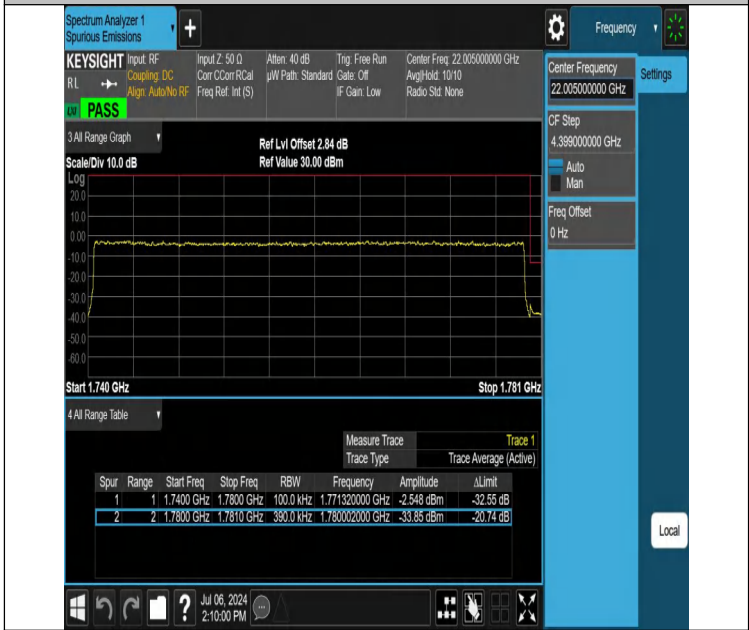 Spectrum Analyzer 1
Spurious Emissions
+
Frequency
KEYSIGHT Input: RF Input Z: 50 Ω Atten: 40 dB Trig: Free Run Center Freq: 22.005000000 GHz
RL Coupling: DC Corr CCorr RCal µW Path: Standard Gate: Off Avg|Hold: 10/10
Align: Auto/No RF Freq Ref: Int (S) IF Gain: Low Radio Std: None
LXI PASS
Center Frequency
22.005000000 GHz
Settings
CF Step
4.399000000 GHz
Auto
Man
Freq Offset
0 Hz
3 All Range Graph
Ref Lvl Offset 2.84 dB
Scale/Div 10.0 dB Ref Value 30.00 dBm
Log
20.0
10.0
0.00
-10.0
-20.0
-30.0
-40.0
-50.0
-60.0
Start 1.740 GHz Stop 1.781 GHz
4 All Range Table
Measure Trace Trace 1
Trace Type Trace Average (Active)
Spur Range Start Freq Stop Freq RBW Frequency Amplitude ΔLimit
1 1 1.7400 GHz 1.7800 GHz 100.0 kHz 1.771320000 GHz -2.548 dBm -32.55 dB
2 2 1.7800 GHz 1.7810 GHz 390.0 kHz 1.780002000 GHz -33.85 dBm -20.74 dB
Local
? Jul 06, 2024
2:10:00 PM